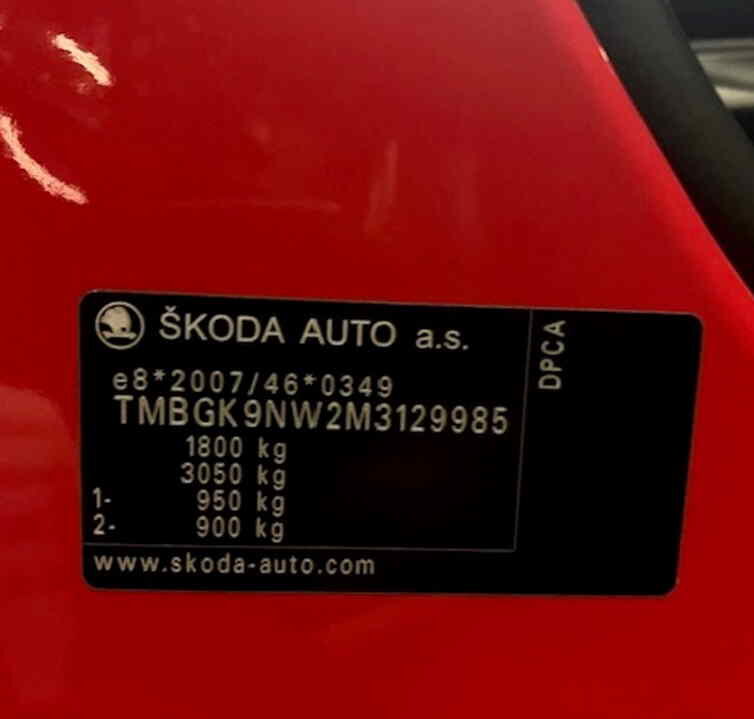 ŠKODA AUTO a.s.
e8*2007/46*0349
TMBGK9NW2M3129985
1800 kg
3050 kg
1- 950 kg
2- 900 kg
www.skoda-auto.com
DPCA